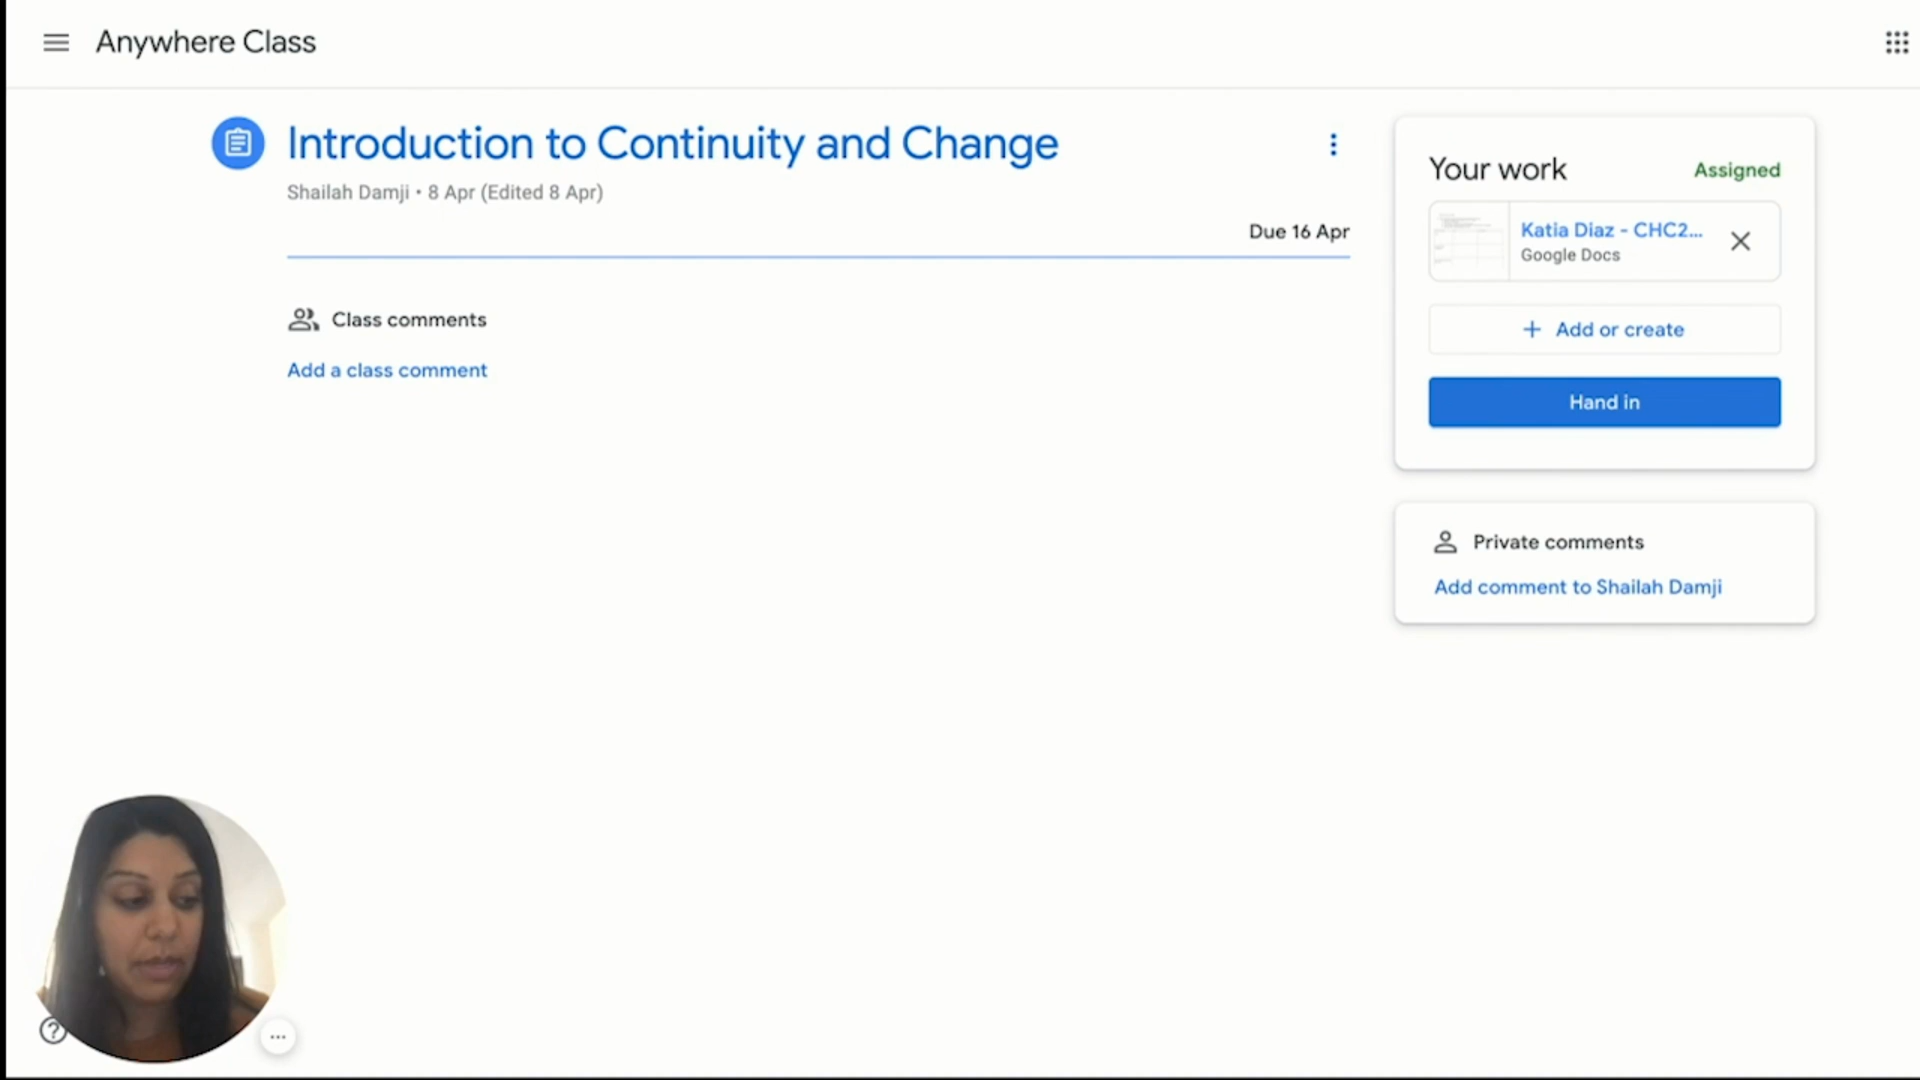 Anywhere Class
Introduction to Continuity and Change
Shailah Damji • 8 Apr (Edited 8 Apr)
Due 16 Apr
Class comments
Add a class comment
Your work
Assigned
Katia Diaz - CHC2...
Google Docs
+ Add or create
Hand in
Private comments
Add comment to Shailah Damji